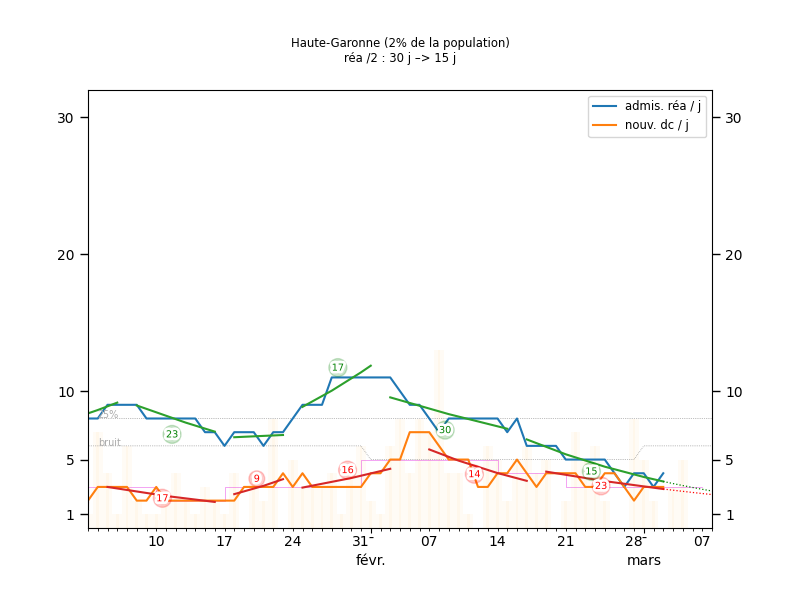 Haute-Garonne (2% de la population)
réa /2 : 30 j –> 15 j
admis. réa / j
nouv. dc / j
30 30
20 20
10 10
5 5
1 1
25%
bruit
17
30
23
15
16
9
14
23
17
10 17 24 31 07 14 21 28 07
févr. mars